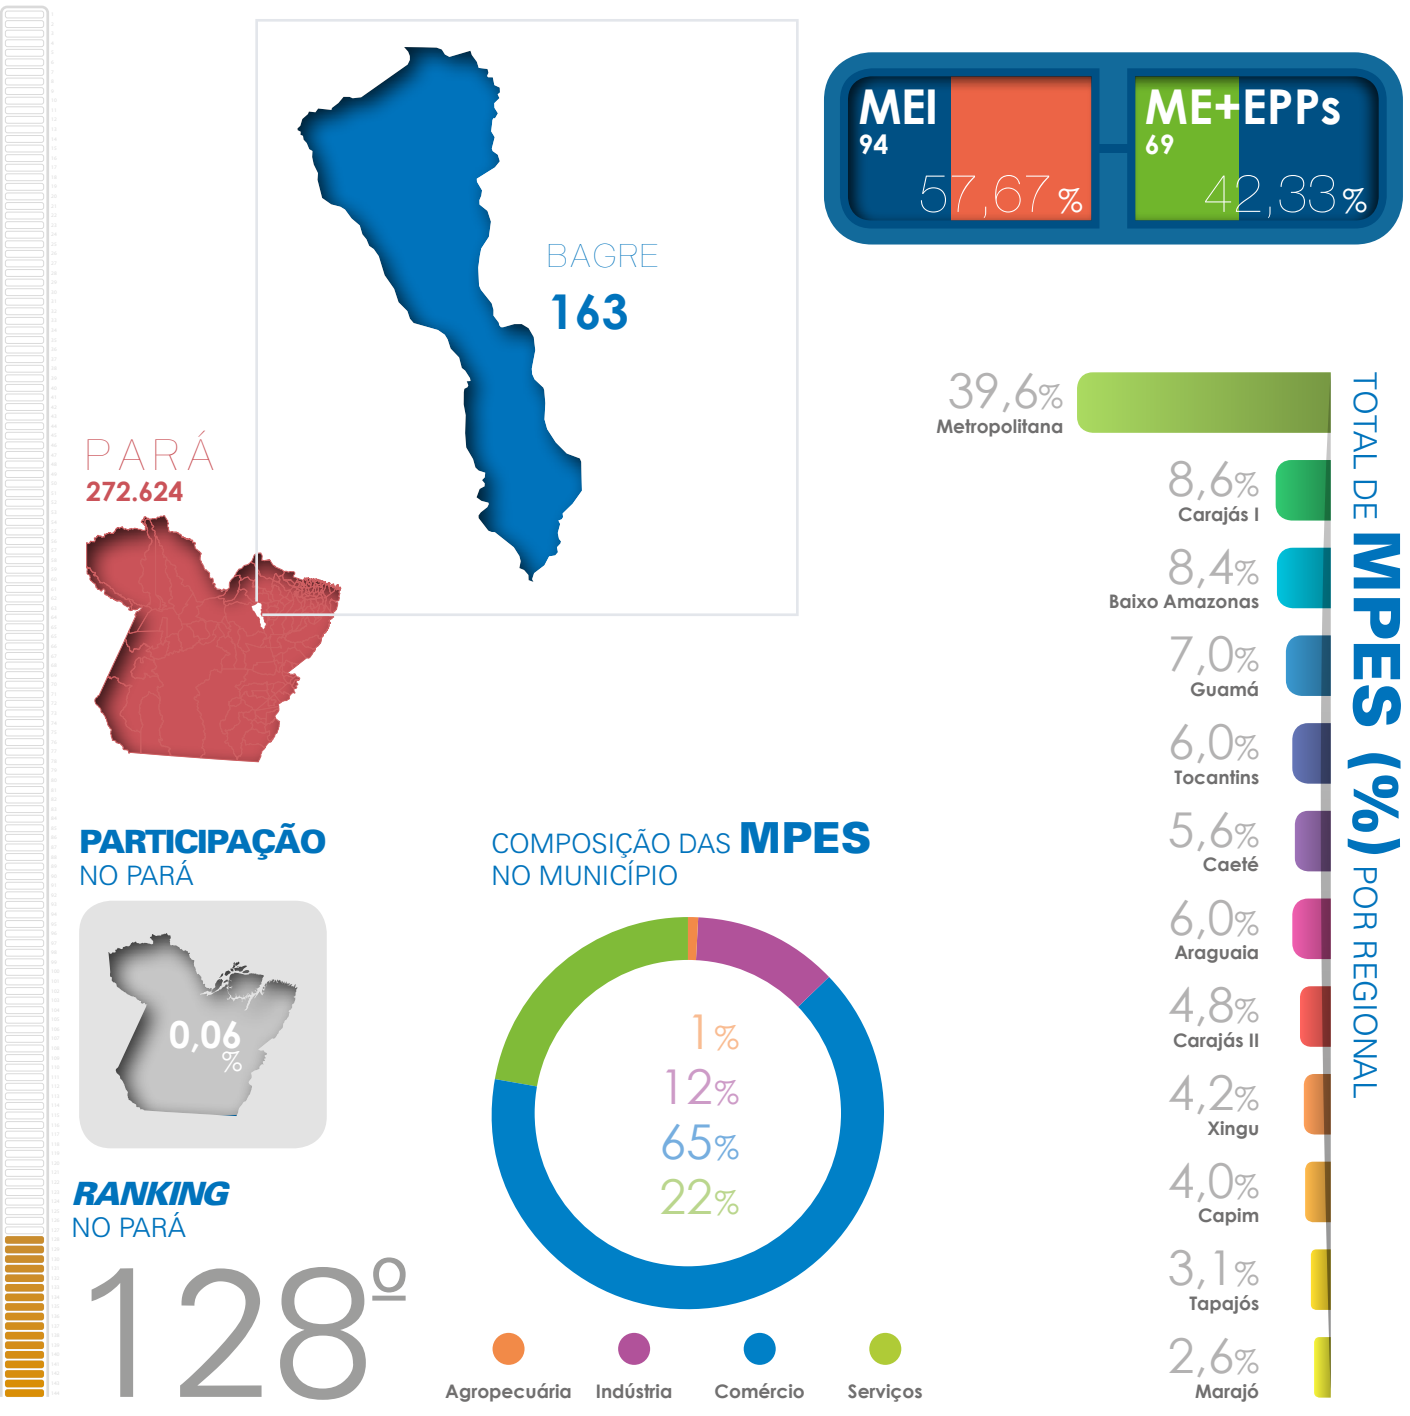 MEI
94
57,67%
ME+EPPs
69
42,33%
BAGRE
163
PARÁ
272.624
TOTAL DE MPES (%) POR REGIONAL
39,6%
Metropolitana
8,6%
Carajás I
8,4%
Baixo Amazonas
7,0%
Guamá
6,0%
Tocantins
5,6%
Caeté
6,0%
Araguaia
4,8%
Carajás II
4,2%
Xingu
4,0%
Capim
3,1%
Tapajós
2,6%
Marajó
PARTICIPAÇÃO
NO PARÁ
0,06
%
RANKING
NO PARÁ
128º
COMPOSIÇÃO DAS MPES
NO MUNICÍPIO
1%
12%
65%
22%
Agropecuária Indústria Comércio Serviços